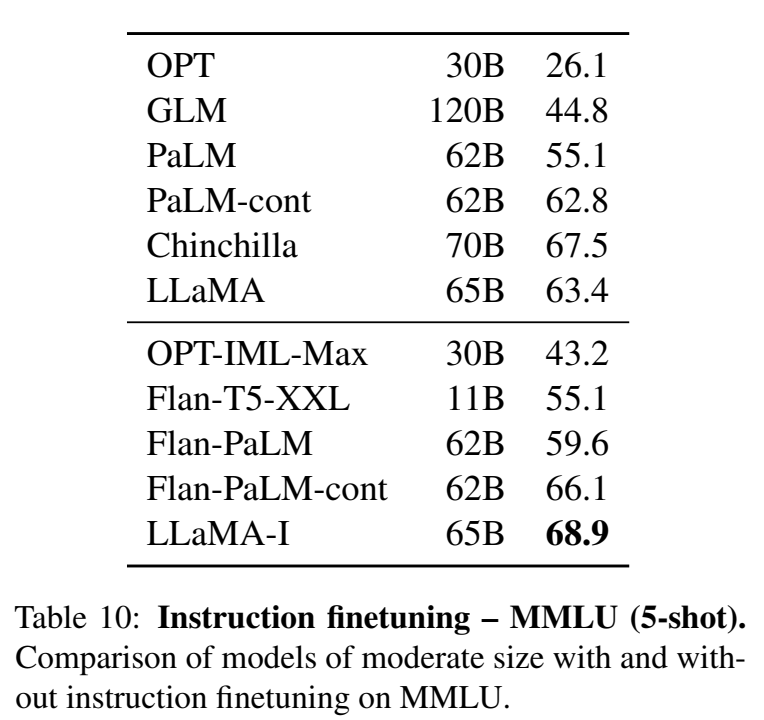 OPT 30B 26.1
GLM 120B 44.8
PaLM 62B 55.1
PaLM-cont 62B 62.8
Chinchilla 70B 67.5
LLaMA 65B 63.4
OPT-IML-Max 30B 43.2
Flan-T5-XXL 11B 55.1
Flan-PaLM 62B 59.6
Flan-PaLM-cont 62B 66.1
LLaMA-I 65B 68.9
Table 10: Instruction finetuning – MMLU (5-shot).
Comparison of models of moderate size with and with-
out instruction finetuning on MMLU.